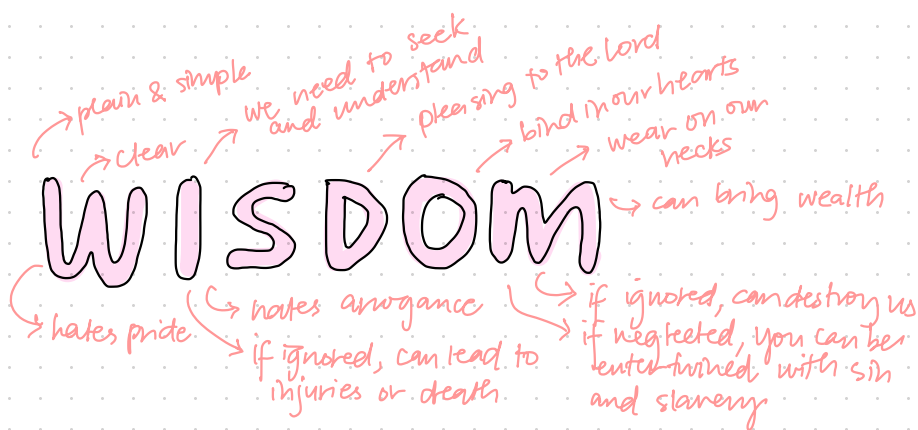 plain & simple
clear
we need to seek
and understand
pleasing to the Lord
bind in our hearts
wear on our
necks
WISDOM
can bring wealth
hates pride
hates arrogance
if ignored, can lead to
injuries or death
if ignored, can destroy us
if neglected, you can be
entertwined with sin
and slavery